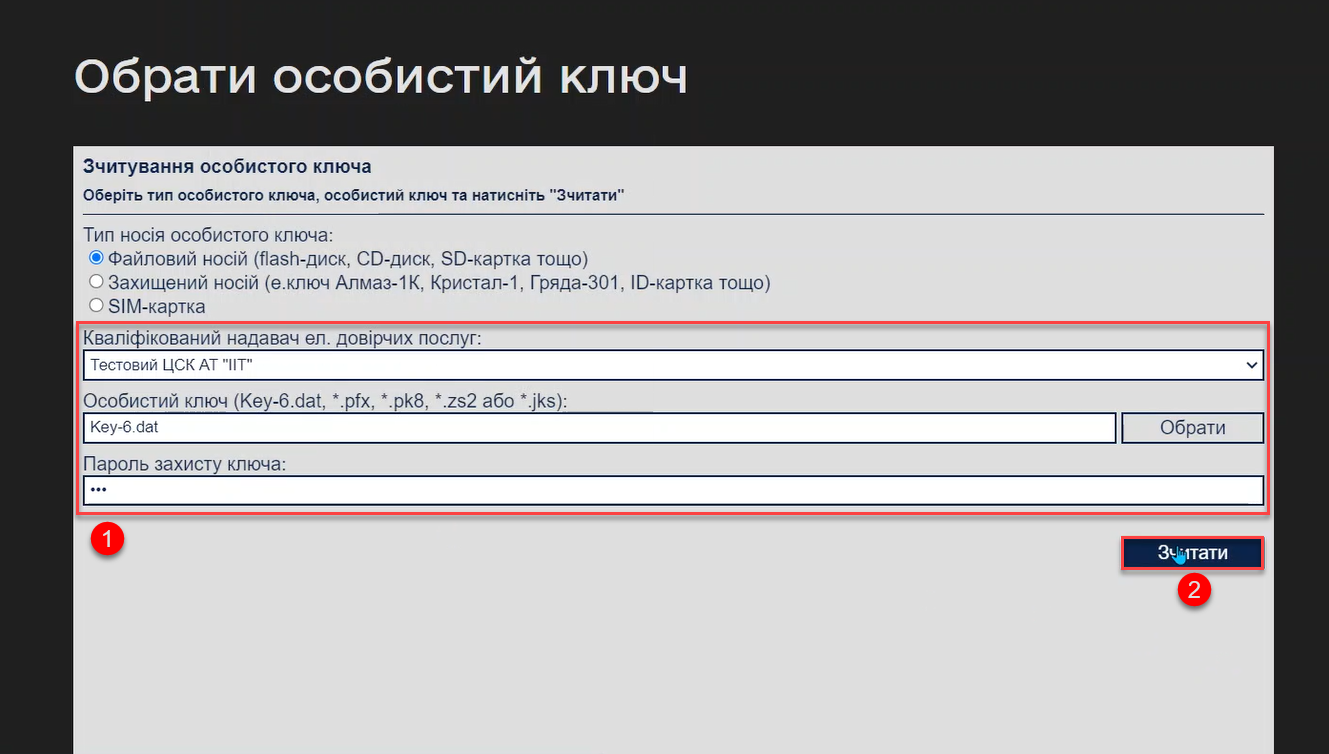 Обрати особистий ключ
Зчитування особистого ключа
Оберіть тип особистого ключа, особистий ключ та натисніть "Зчитати"
Тип носія особистого ключа:
Файловий носій (flash-диск, CD-диск, SD-картка тощо)
Захищений носій (е.ключ Алмаз-1К, Кристал-1, Гряда-301, ID-картка тощо)
SIM-картка
Кваліфікований надавач ел. довірчих послуг:
Тестовий ЦСК АТ "ІІТ"
Особистий ключ (Key-6.dat, *.pfx, *.pk8, *.zs2 або *.jks):
Key-6.dat
Обрати
Пароль захисту ключа:
•••
1
Зчитати
2